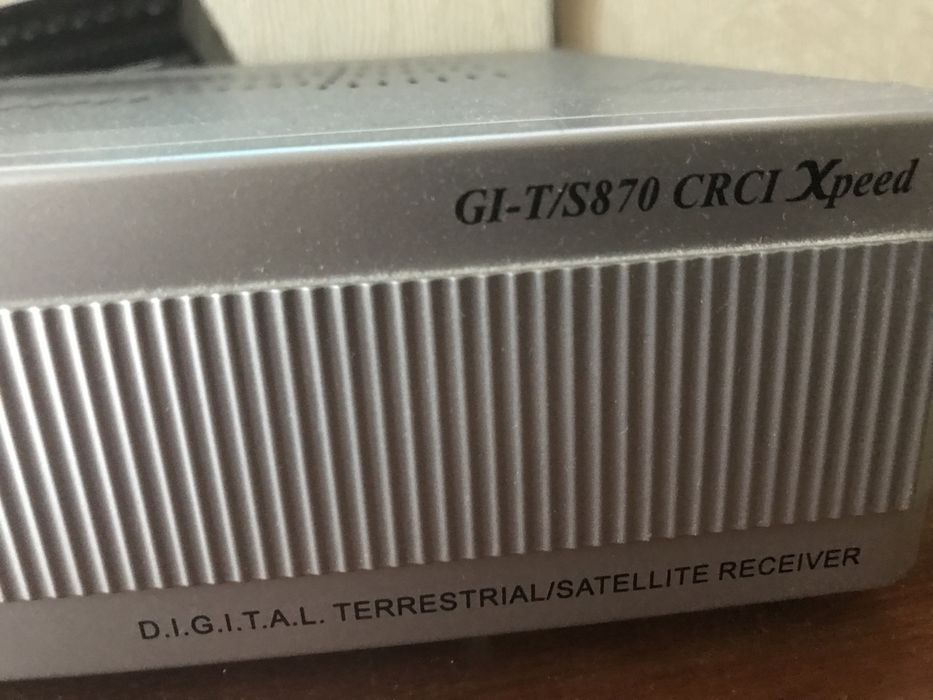 GI-T/S870 CRCI Xpeed
D.I.G.I.T.A.L. TERRESTRIAL/SATELLITE RECEIVER